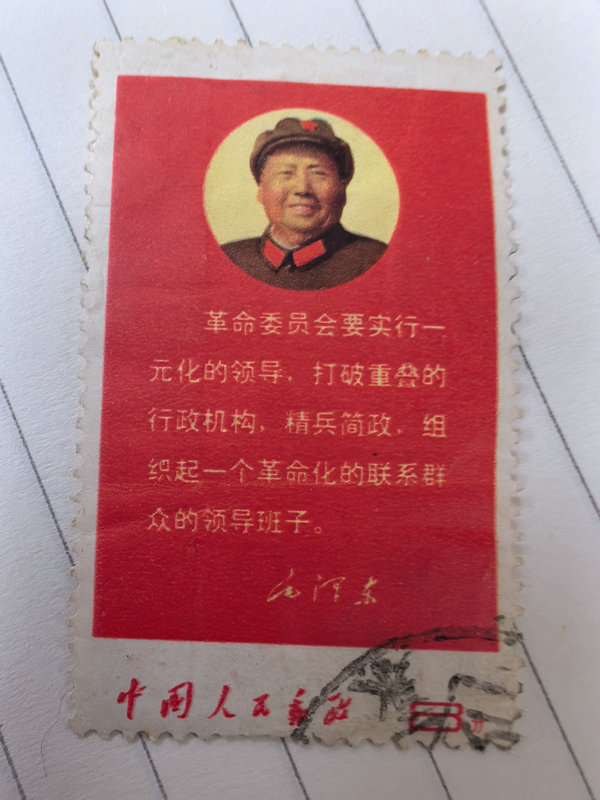 革命委员会要实行一
元化的领导，打破重叠的
行政机构，精兵简政，组
织起一个革命化的联系群
众的领导班子。
毛泽东
中国人民邮政 8分